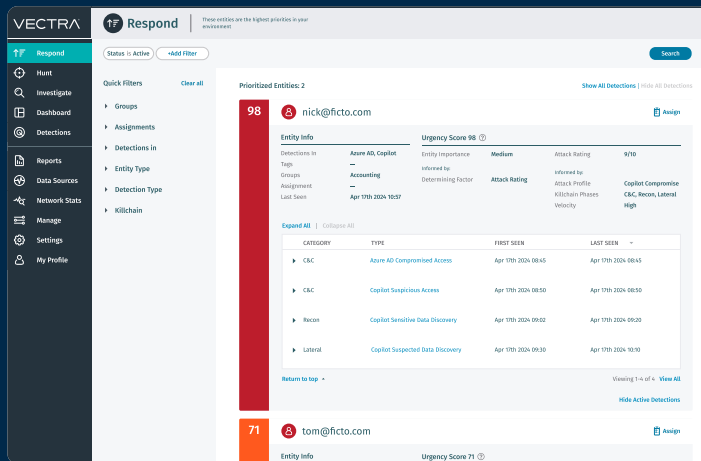 VECTRA
Respond
These entities are the highest priorities in your
environment
Respond
Hunt
Investigate
Dashboard
Detections
Reports
Data Sources
Network Stats
Manage
Settings
My Profile
Status is Active
+Add Filter
Search
Quick Filters
Clear all
Groups
Assignments
Detections in
Entity Type
Detection Type
Killchain
Prioritized Entities: 2
Show All Detections | Hide All Detections
98
nick@ficto.com
Assign
Entity Info
Detections In Azure AD, Copilot
Tags —
Groups Accounting
Assignment —
Last Seen Apr 17th 2024 10:57
Urgency Score 98 ?
Entity Importance Medium
Informed by:
Determining Factor Attack Rating
Attack Rating 9/10
Informed by:
Attack Profile Copilot Compromise
Killchain Phases C&C, Recon, Lateral
Velocity High
Expand All | Collapse All
CATEGORY TYPE FIRST SEEN LAST SEEN
C&C Azure AD Compromised Access Apr 17th 2024 08:45 Apr 17th 2024 08:45
C&C Copilot Suspicious Access Apr 17th 2024 08:50 Apr 17th 2024 08:50
Recon Copilot Sensitive Data Discovery Apr 17th 2024 09:02 Apr 17th 2024 09:20
Lateral Copilot Suspected Data Discovery Apr 17th 2024 09:30 Apr 17th 2024 10:10
Return to top
Viewing 1-4 of 4 View All
Hide Active Detections
71
tom@ficto.com
Assign
Entity Info
Urgency Score 71 ?